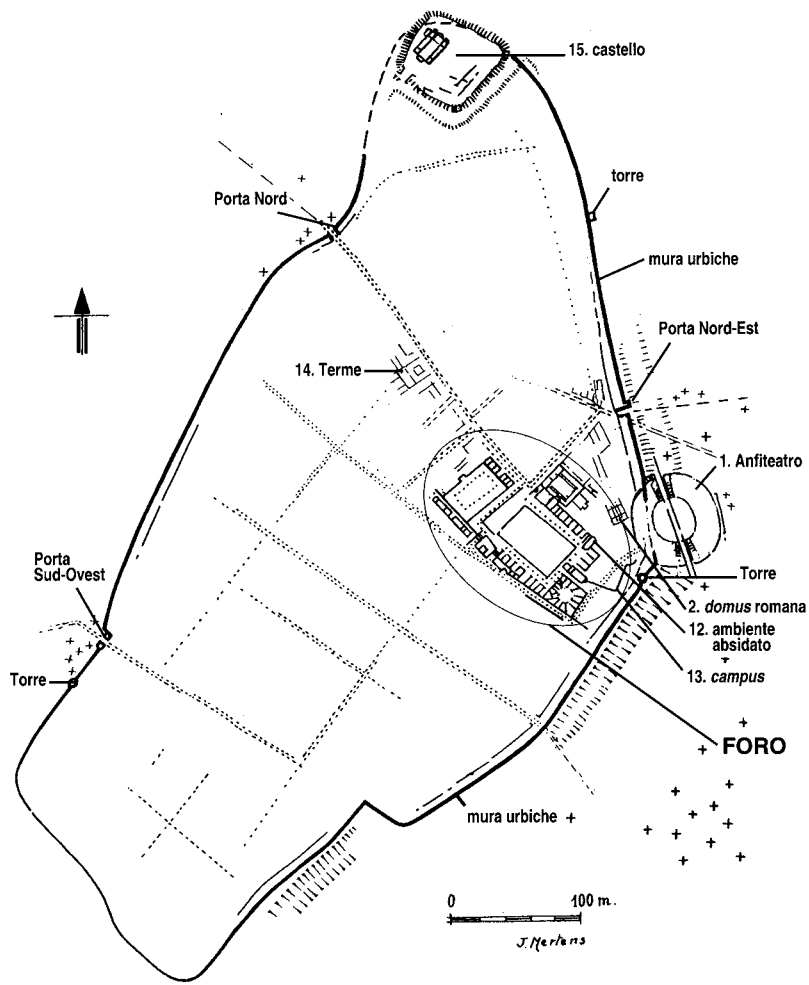 15. castello
torre
Porta Nord
mura urbiche
Porta Nord-Est
14. Terme
1. Anfiteatro
Porta
Sud-Ovest
Torre
2. domus romana
12. ambiente
absidato
Torre
13. campus
FORO
mura urbiche
0 100 m.
J. Mertens